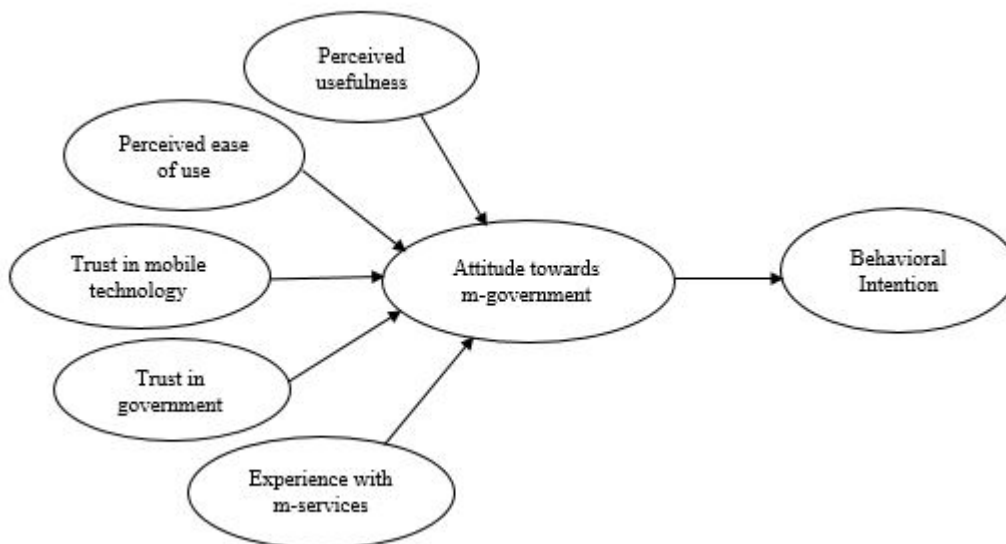 Perceived
usefulness
Perceived ease
of use
Trust in mobile
technology
Attitude towards
m-government
Behavioral
Intention
Trust in
government
Experience with
m-services